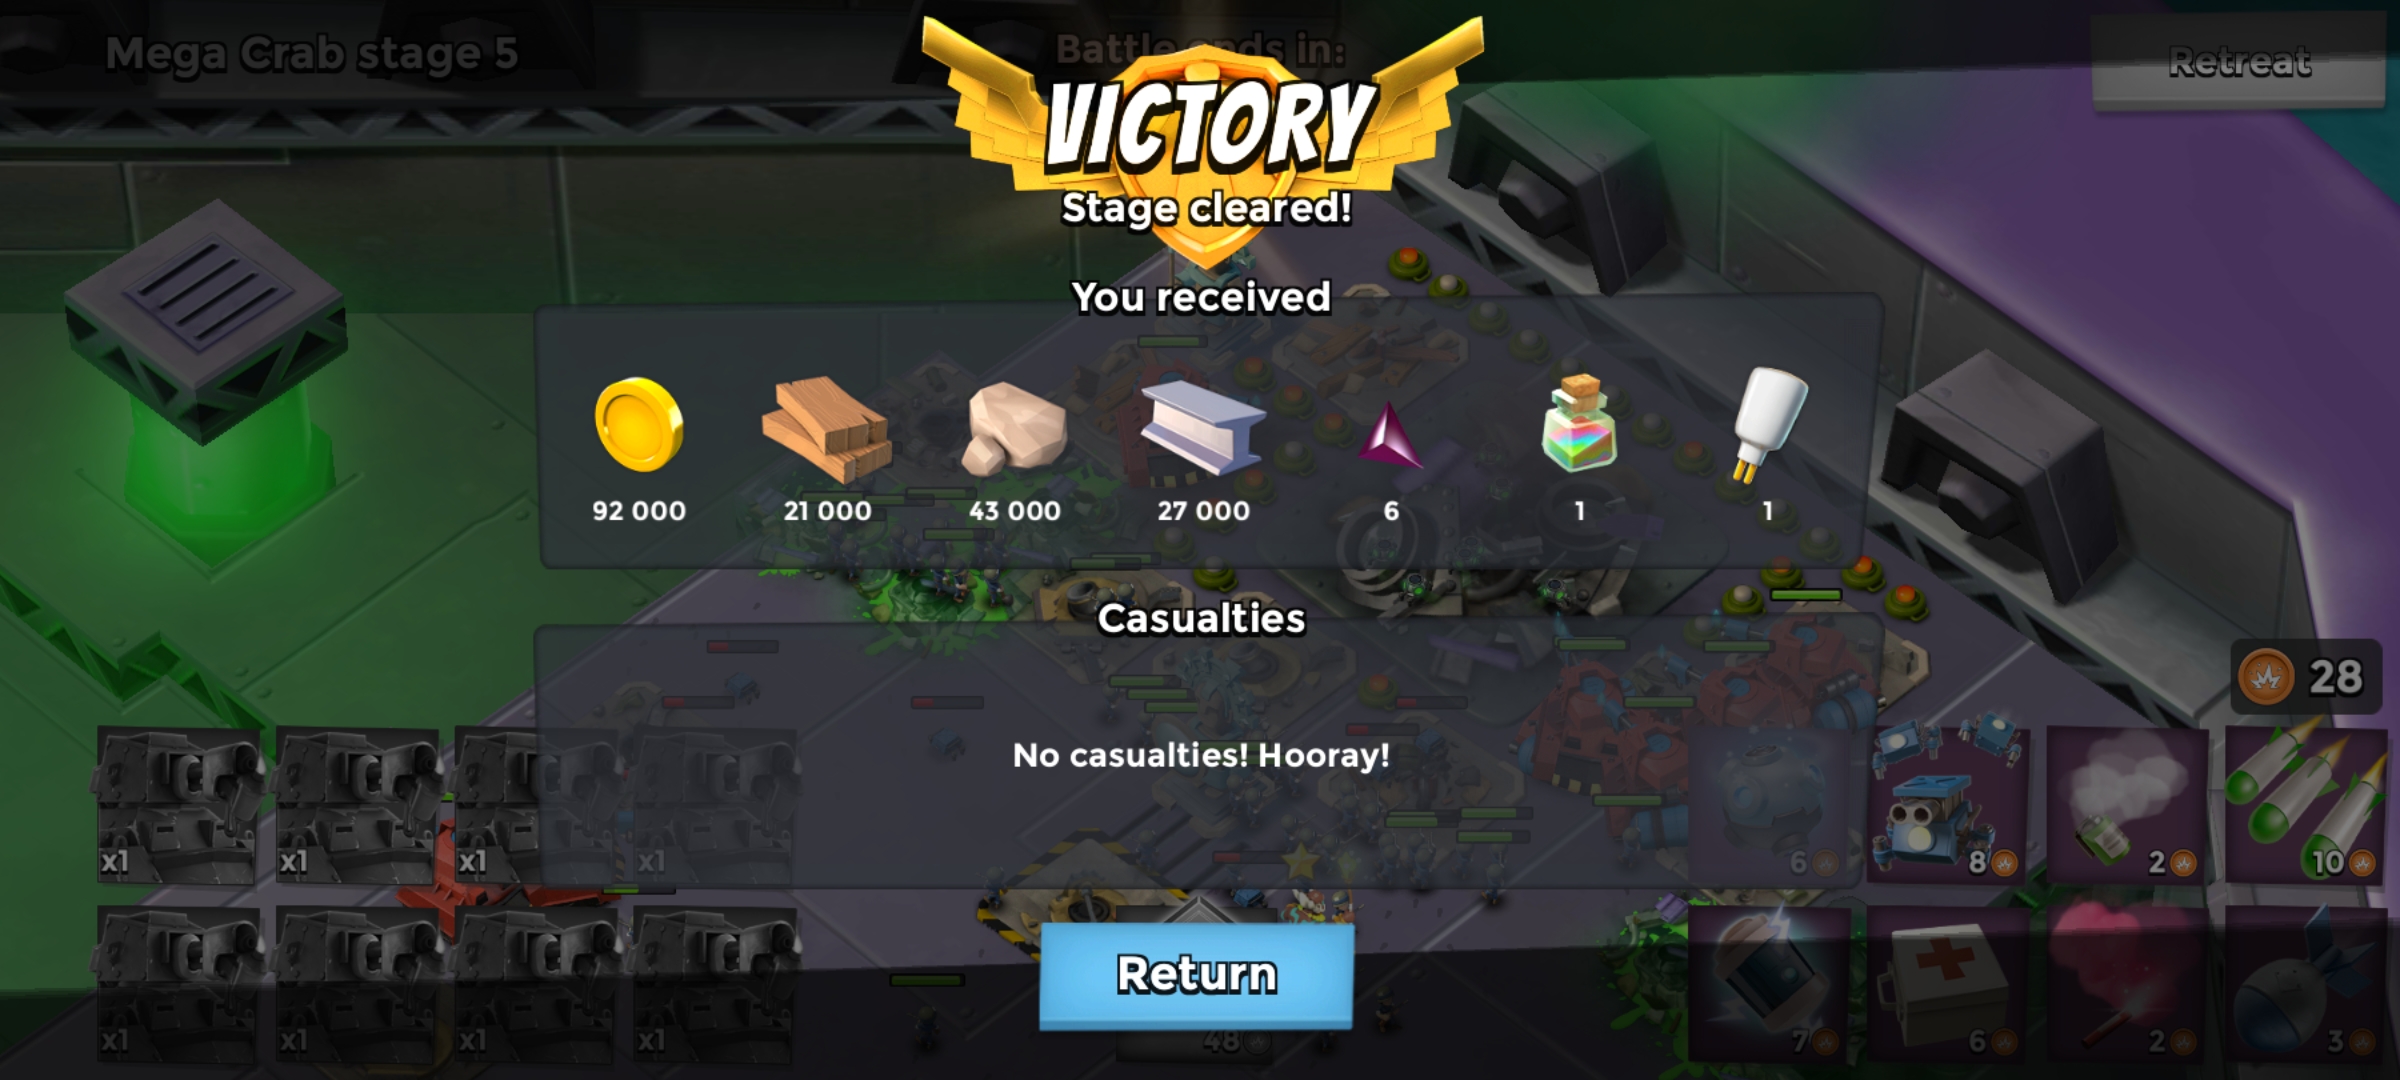 Mega Crab stage 5
Battle ends in:
Retreat
VICTORY
Stage cleared!
You received
92 000
21 000
43 000
27 000
6
1
1
Casualties
No casualties! Hooray!
28
x1
x1
x1
x1
6
8
2
10
x1
x1
x1
x1
7
6
2
3
Return
48